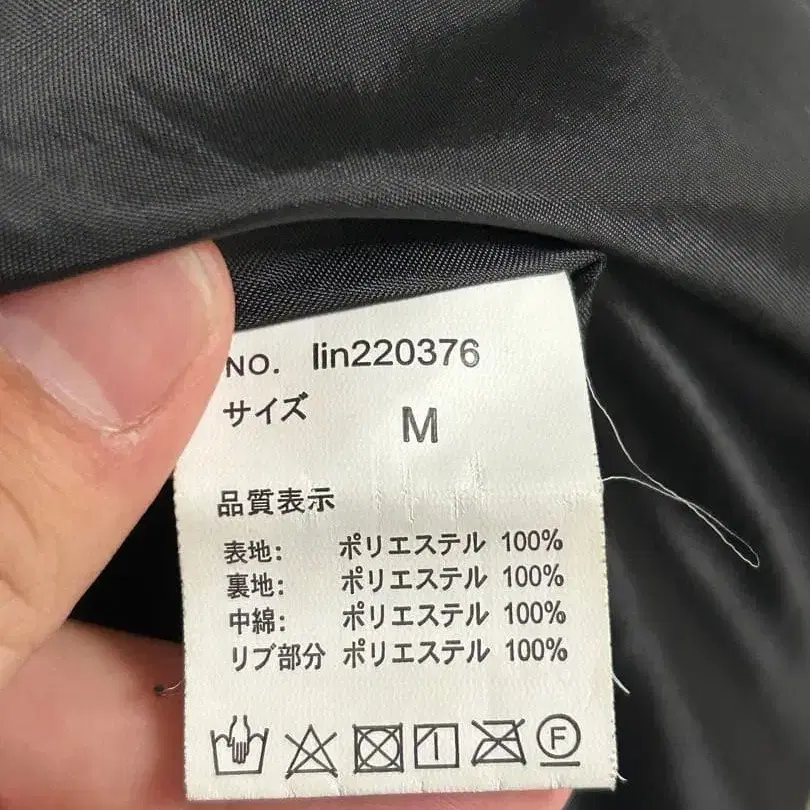 NO. lin220376
サイズ M
品質表示
表地: ポリエステル 100%
裏地: ポリエステル 100%
中綿: ポリエステル 100%
リブ部分 ポリエステル 100%
F